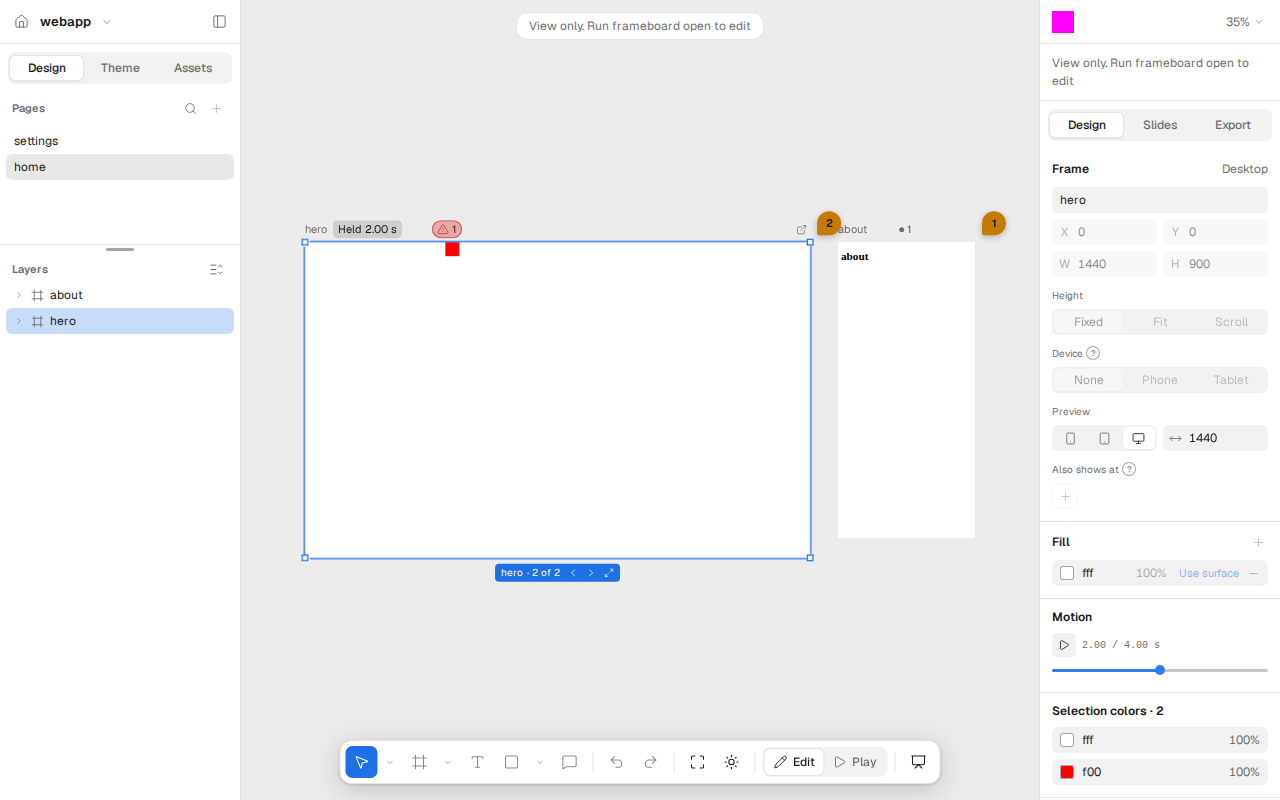 webapp
Design
Theme
Assets
Pages
settings
home
Layers
about
hero
View only. Run frameboard open to edit
hero
Held 2.00 s
1
2
about
1
1
about
hero · 2 of 2
Edit
Play
35%
View only. Run frameboard open to
edit
Design
Slides
Export
Frame
Desktop
hero
X 0
Y 0
W 1440
H 900
Height
Fixed
Fit
Scroll
Device ?
None
Phone
Tablet
Preview
1440
Also shows at ?
Fill
fff
100%
Use surface
Motion
2.00 / 4.00 s
Selection colors · 2
fff
100%
f00
100%